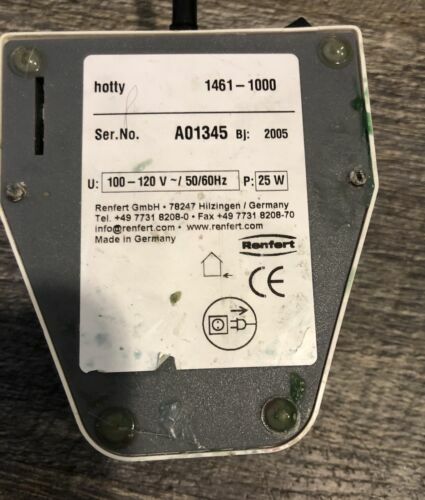 hotty 1461-1000
Ser.No. A01345 Bj: 2005
U: 100-120 V ~/ 50/60Hz P: 25 W
Renfert GmbH • 78247 Hilzingen / Germany
Tel. +49 7731 8208-0 • Fax +49 7731 8208-70
info@renfert.com • www.renfert.com
Made in Germany
Renfert
CE